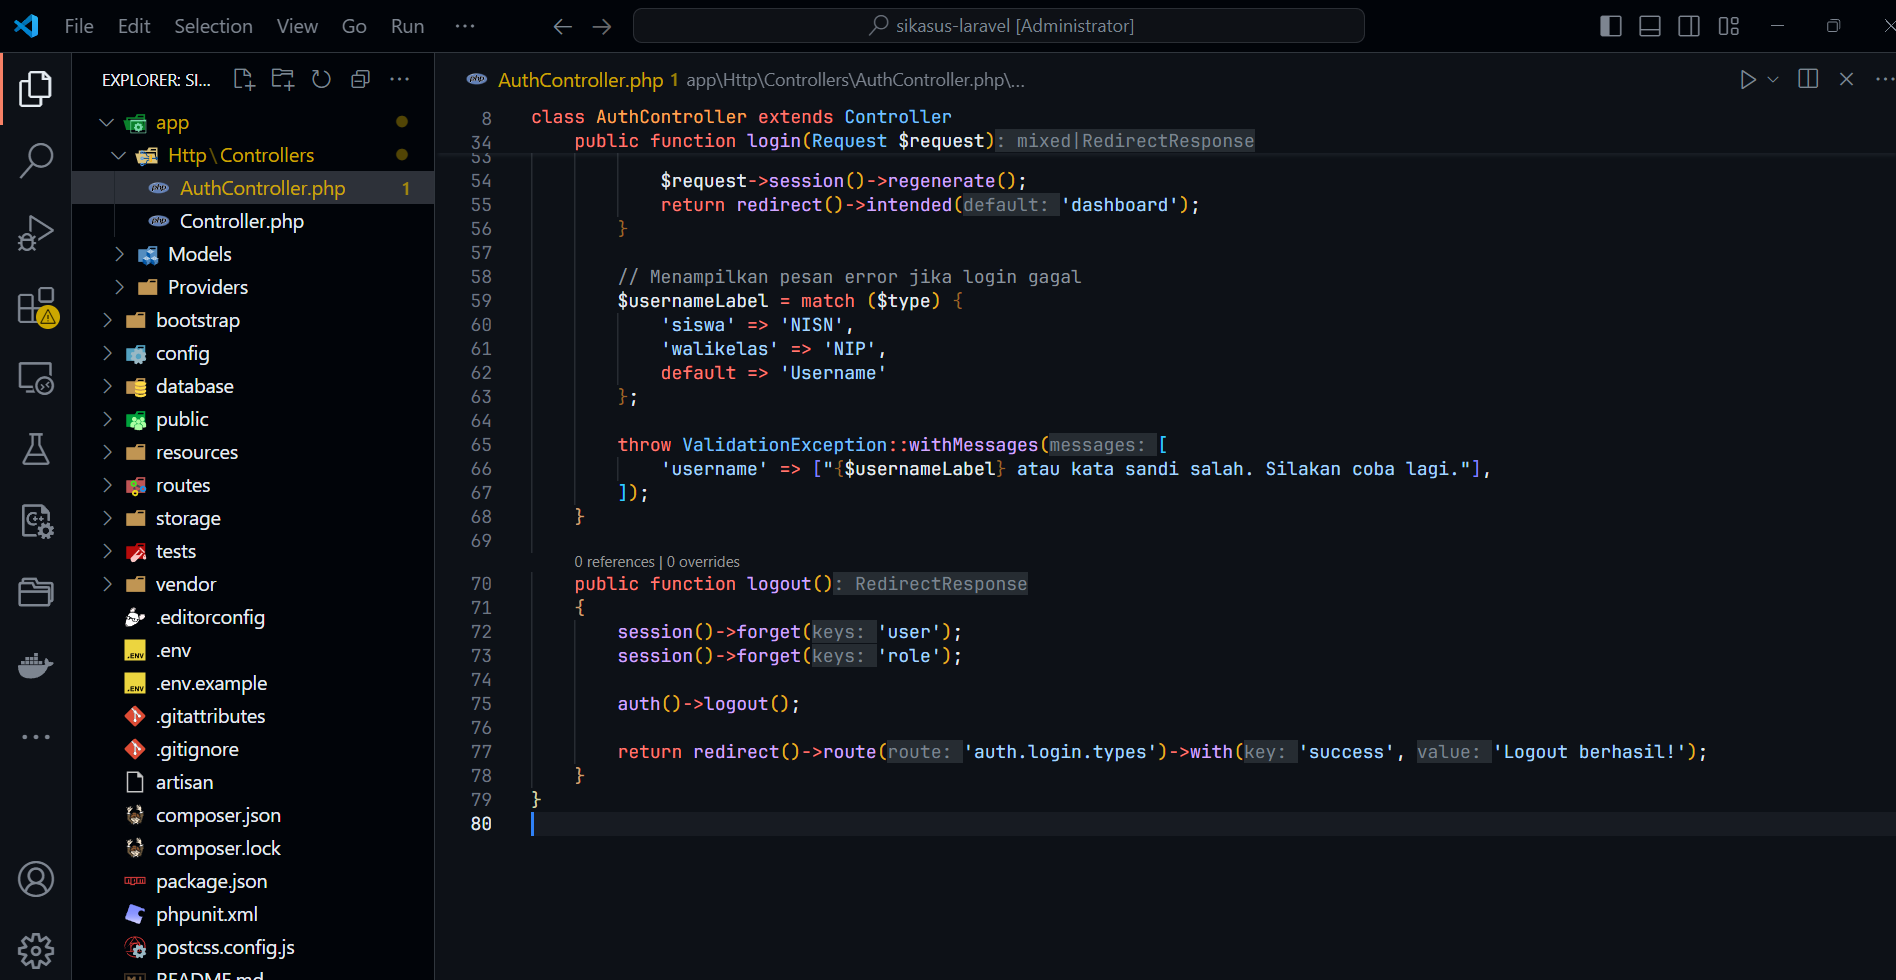 File Edit Selection View Go Run ··· sikasus-laravel [Administrator]
EXPLORER: SI...
app
Http\Controllers
AuthController.php 1
Controller.php
Models
Providers
bootstrap
config
database
public
resources
routes
storage
tests
vendor
.editorconfig
.env
.env.example
.gitattributes
.gitignore
artisan
composer.json
composer.lock
package.json
phpunit.xml
postcss.config.js
README.md
AuthController.php 1 app\Http\Controllers\AuthController.php\...
8 class AuthController extends Controller
34 public function login(Request $request): mixed|RedirectResponse
53
54 $request->session()->regenerate();
55 return redirect()->intended(default: 'dashboard');
56 }
57
58 // Menampilkan pesan error jika login gagal
59 $usernameLabel = match ($type) {
60 'siswa' => 'NISN',
61 'walikelas' => 'NIP',
62 default => 'Username'
63 };
64
65 throw ValidationException::withMessages(messages: [
66 'username' => ["{$usernameLabel} atau kata sandi salah. Silakan coba lagi."],
67 ]);
68 }
69
0 references | 0 overrides
70 public function logout(): RedirectResponse
71 {
72 session()->forget(keys: 'user');
73 session()->forget(keys: 'role');
74
75 auth()->logout();
76
77 return redirect()->route(route: 'auth.login.types')->with(key: 'success', value: 'Logout berhasil!');
78 }
79 }
80